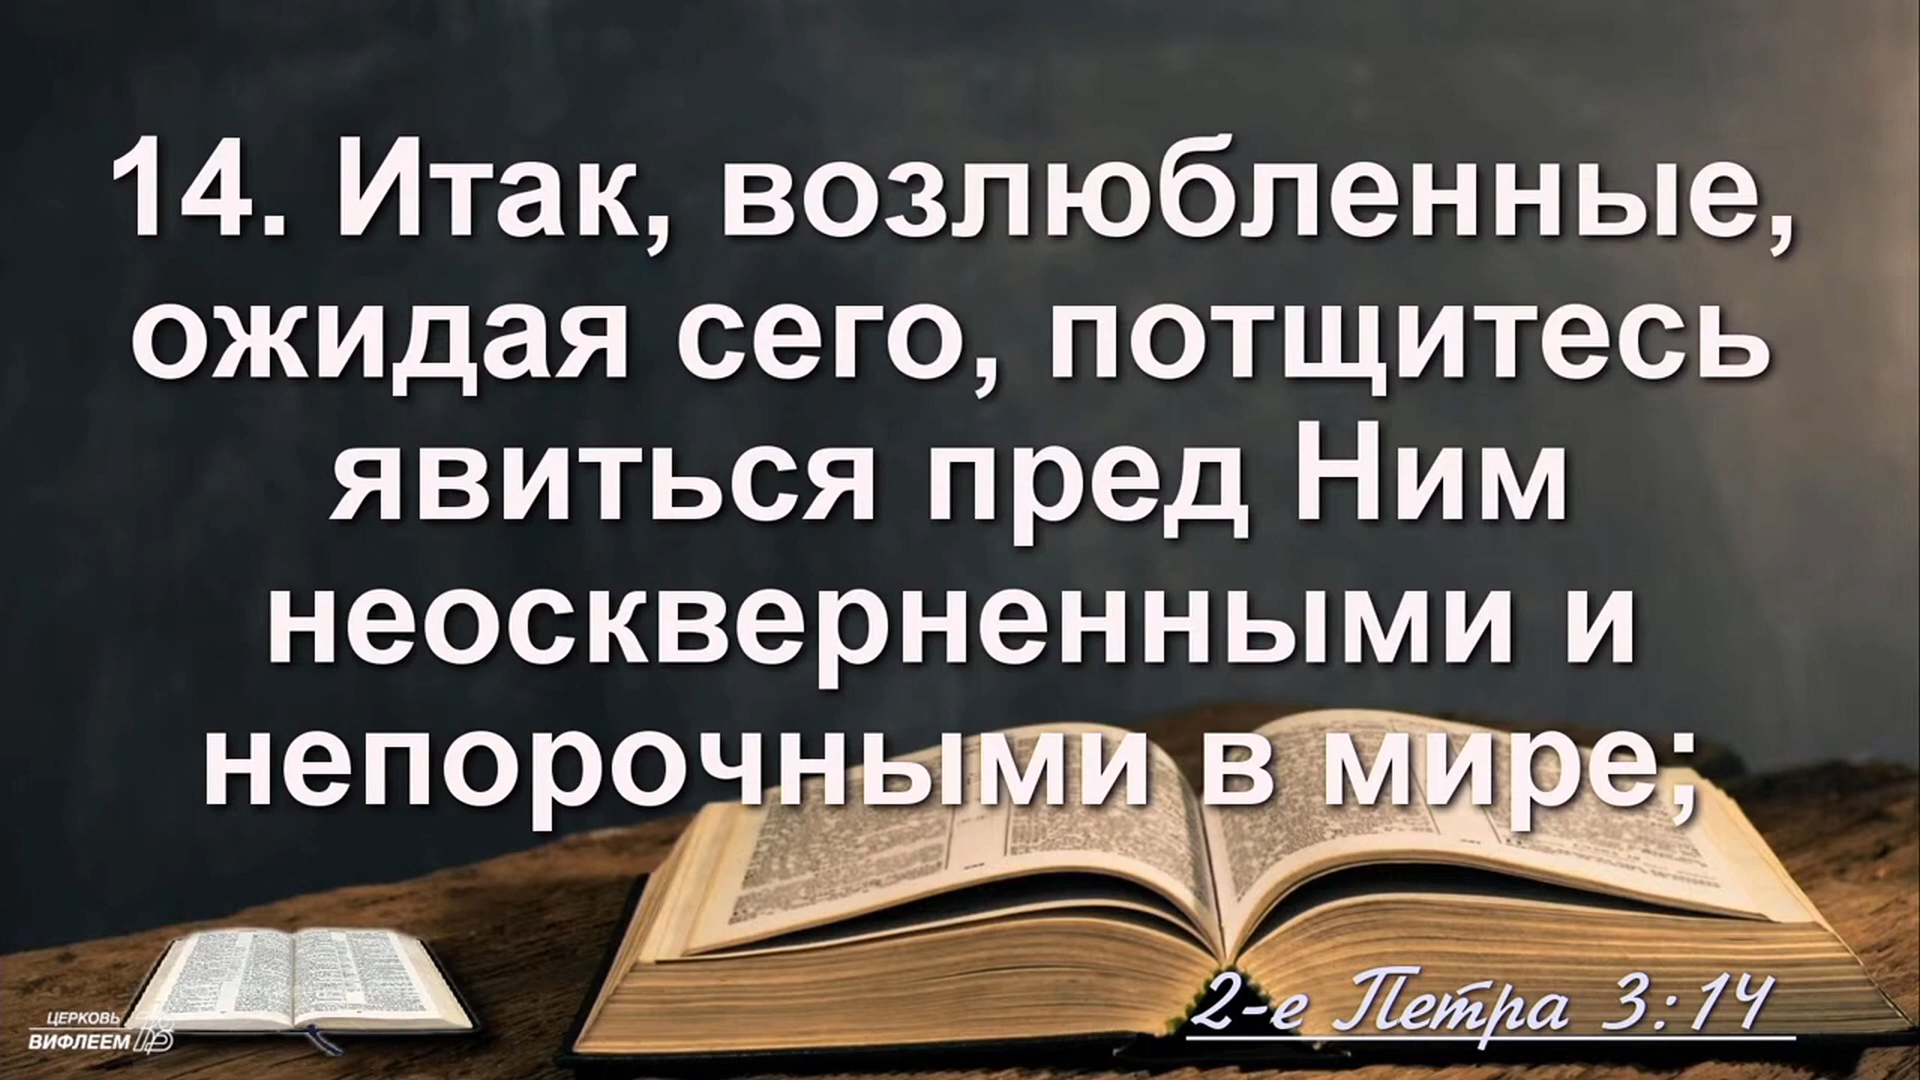 14. Итак, возлюбленные,
ожидая сего, потщитесь
явиться пред Ним
неоскверненными и
непорочными в мире;
2-е Петра 3:14
ЦЕРКОВЬ
ВИФЛЕЕМ